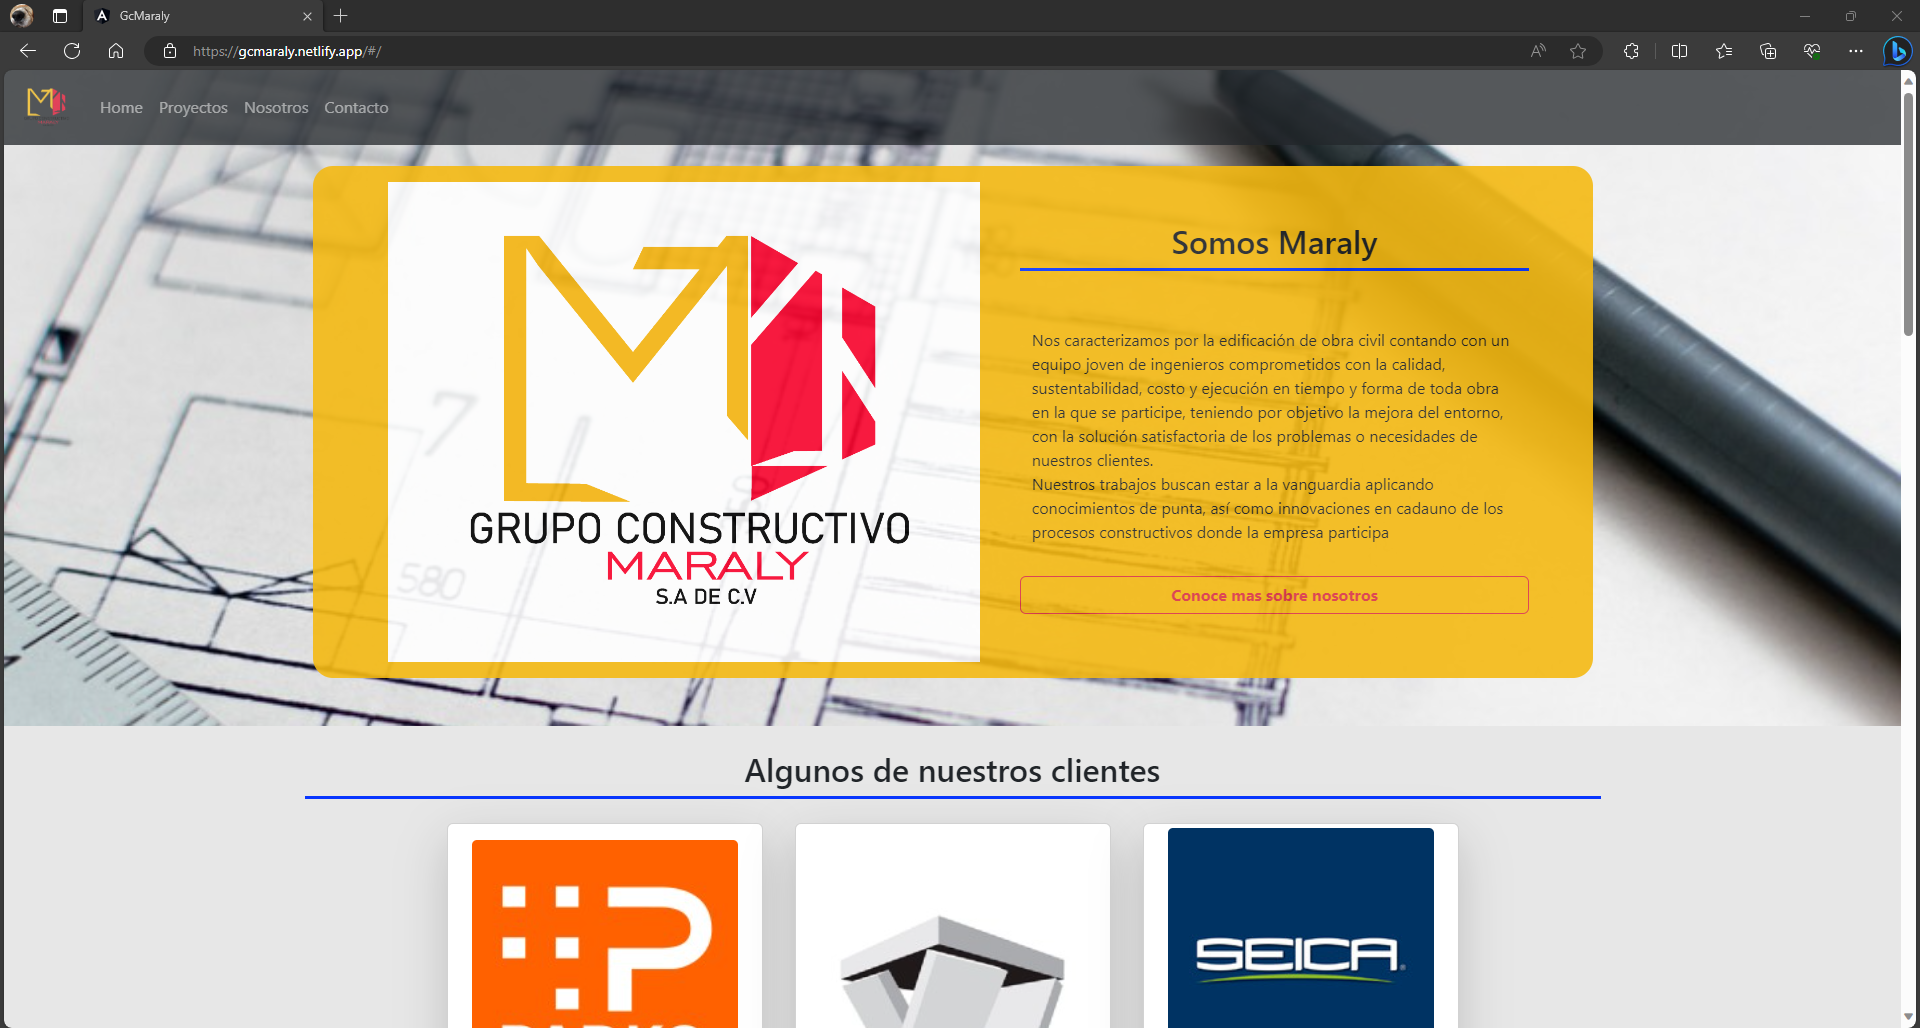 GcMaraly
https://gcmaraly.netlify.app/#/
Home Proyectos Nosotros Contacto
GRUPO CONSTRUCTIVO
MARALY
S.A DE C.V
Somos Maraly
Nos caracterizamos por la edificación de obra civil contando con un
equipo joven de ingenieros comprometidos con la calidad,
sustentabilidad, costo y ejecución en tiempo y forma de toda obra
en la que se participe, teniendo por objetivo la mejora del entorno,
con la solución satisfactoria de los problemas o necesidades de
nuestros clientes.
Nuestros trabajos buscan estar a la vanguardia aplicando
conocimientos de punta, así como innovaciones en cadauno de los
procesos constructivos donde la empresa participa
Conoce mas sobre nosotros
7
580
Algunos de nuestros clientes
P
SEICA